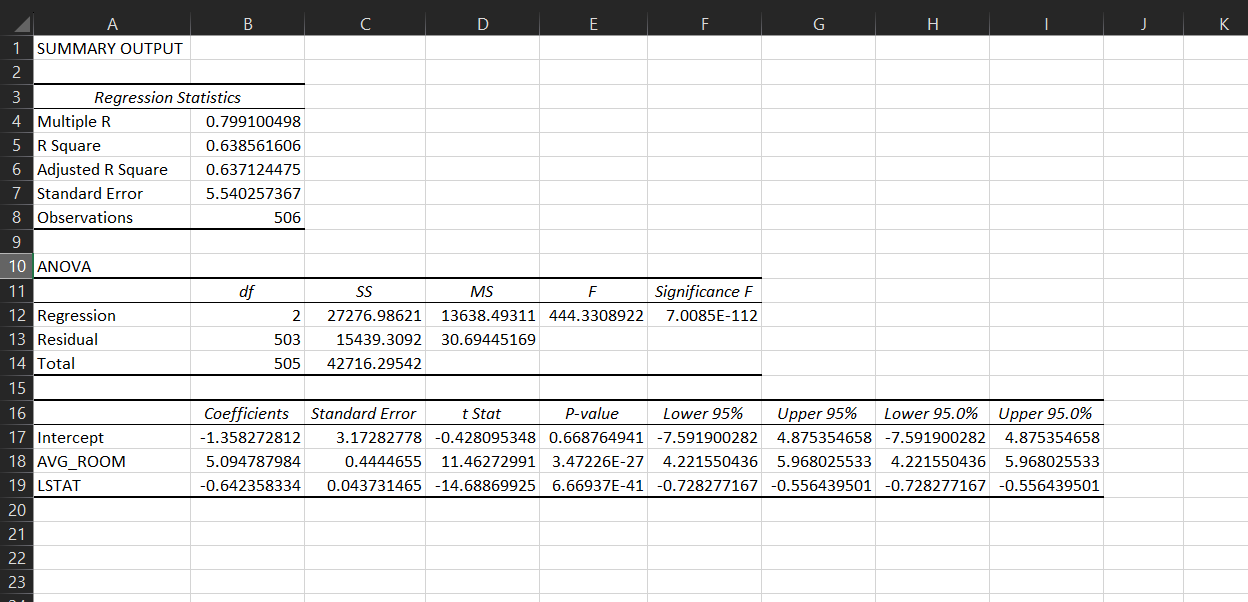 A B C D E F G H I J K
1 SUMMARY OUTPUT
2
3 Regression Statistics
4 Multiple R 0.799100498
5 R Square 0.638561606
6 Adjusted R Square 0.637124475
7 Standard Error 5.540257367
8 Observations 506
9
10 ANOVA
11 df SS MS F Significance F
12 Regression 2 27276.98621 13638.49311 444.3308922 7.0085E-112
13 Residual 503 15439.3092 30.69445169
14 Total 505 42716.29542
15
16 Coefficients Standard Error t Stat P-value Lower 95% Upper 95% Lower 95.0% Upper 95.0%
17 Intercept -1.358272812 3.17282778 -0.428095348 0.668764941 -7.591900282 4.875354658 -7.591900282 4.875354658
18 AVG_ROOM 5.094787984 0.4444655 11.46272991 3.47226E-27 4.221550436 5.968025533 4.221550436 5.968025533
19 LSTAT -0.642358334 0.043731465 -14.68869925 6.66937E-41 -0.728277167 -0.556439501 -0.728277167 -0.556439501
20
21
22
23